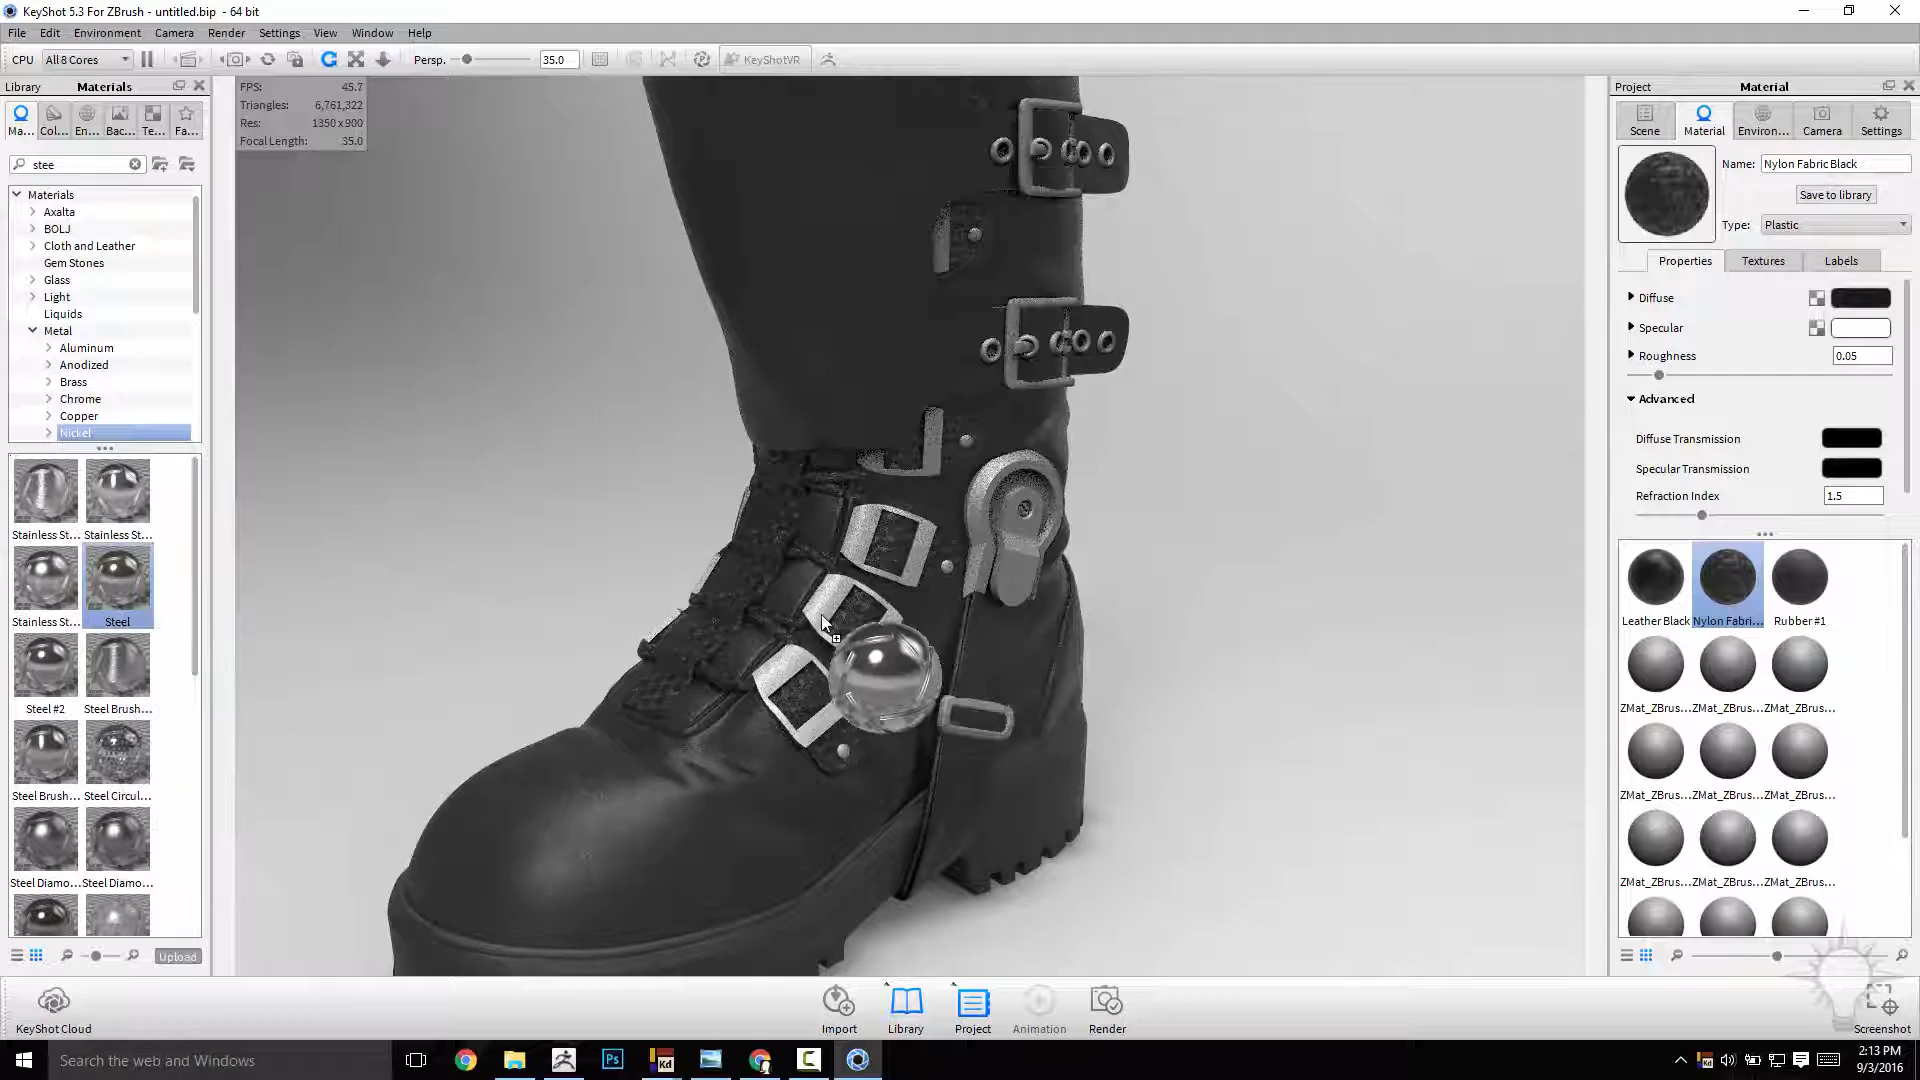 KeyShot 5.3 For ZBrush - untitled.bip - 64 bit
File Edit Environment Camera Render Settings View Window Help
CPU All 8 Cores Persp. 35.0 KeyShotVR
Library Materials
Ma... Col... En... Bac... Te... Fa...
stee
Materials
Axalta
BOLJ
Cloth and Leather
Gem Stones
Glass
Light
Liquids
Metal
Aluminum
Anodized
Brass
Chrome
Copper
Nickel
Stainless St... Stainless St...
Stainless St... Steel
Steel #2 Steel Brush...
Steel Brush... Steel Circul...
Steel Diamo... Steel Diamo...
Upload
FPS: 45.7
Triangles: 6,761,322
Res: 1350 x 900
Focal Length: 35.0
Project Material
Scene Material Environ... Camera Settings
Name: Nylon Fabric Black
Save to library
Type: Plastic
Properties Textures Labels
Diffuse
Specular
Roughness 0.05
Advanced
Diffuse Transmission
Specular Transmission
Refraction Index 1.5
Leather Black Nylon Fabri... Rubber #1
ZMat_ZBrus... ZMat_ZBrus... ZMat_ZBrus...
ZMat_ZBrus... ZMat_ZBrus... ZMat_ZBrus...
ZMat_ZBrus... ZMat_ZBrus... ZMat_ZBrus...
KeyShot Cloud Import Library Project Animation Render Screenshot
Search the web and Windows
Ps
Kd
2:13 PM
9/3/2016